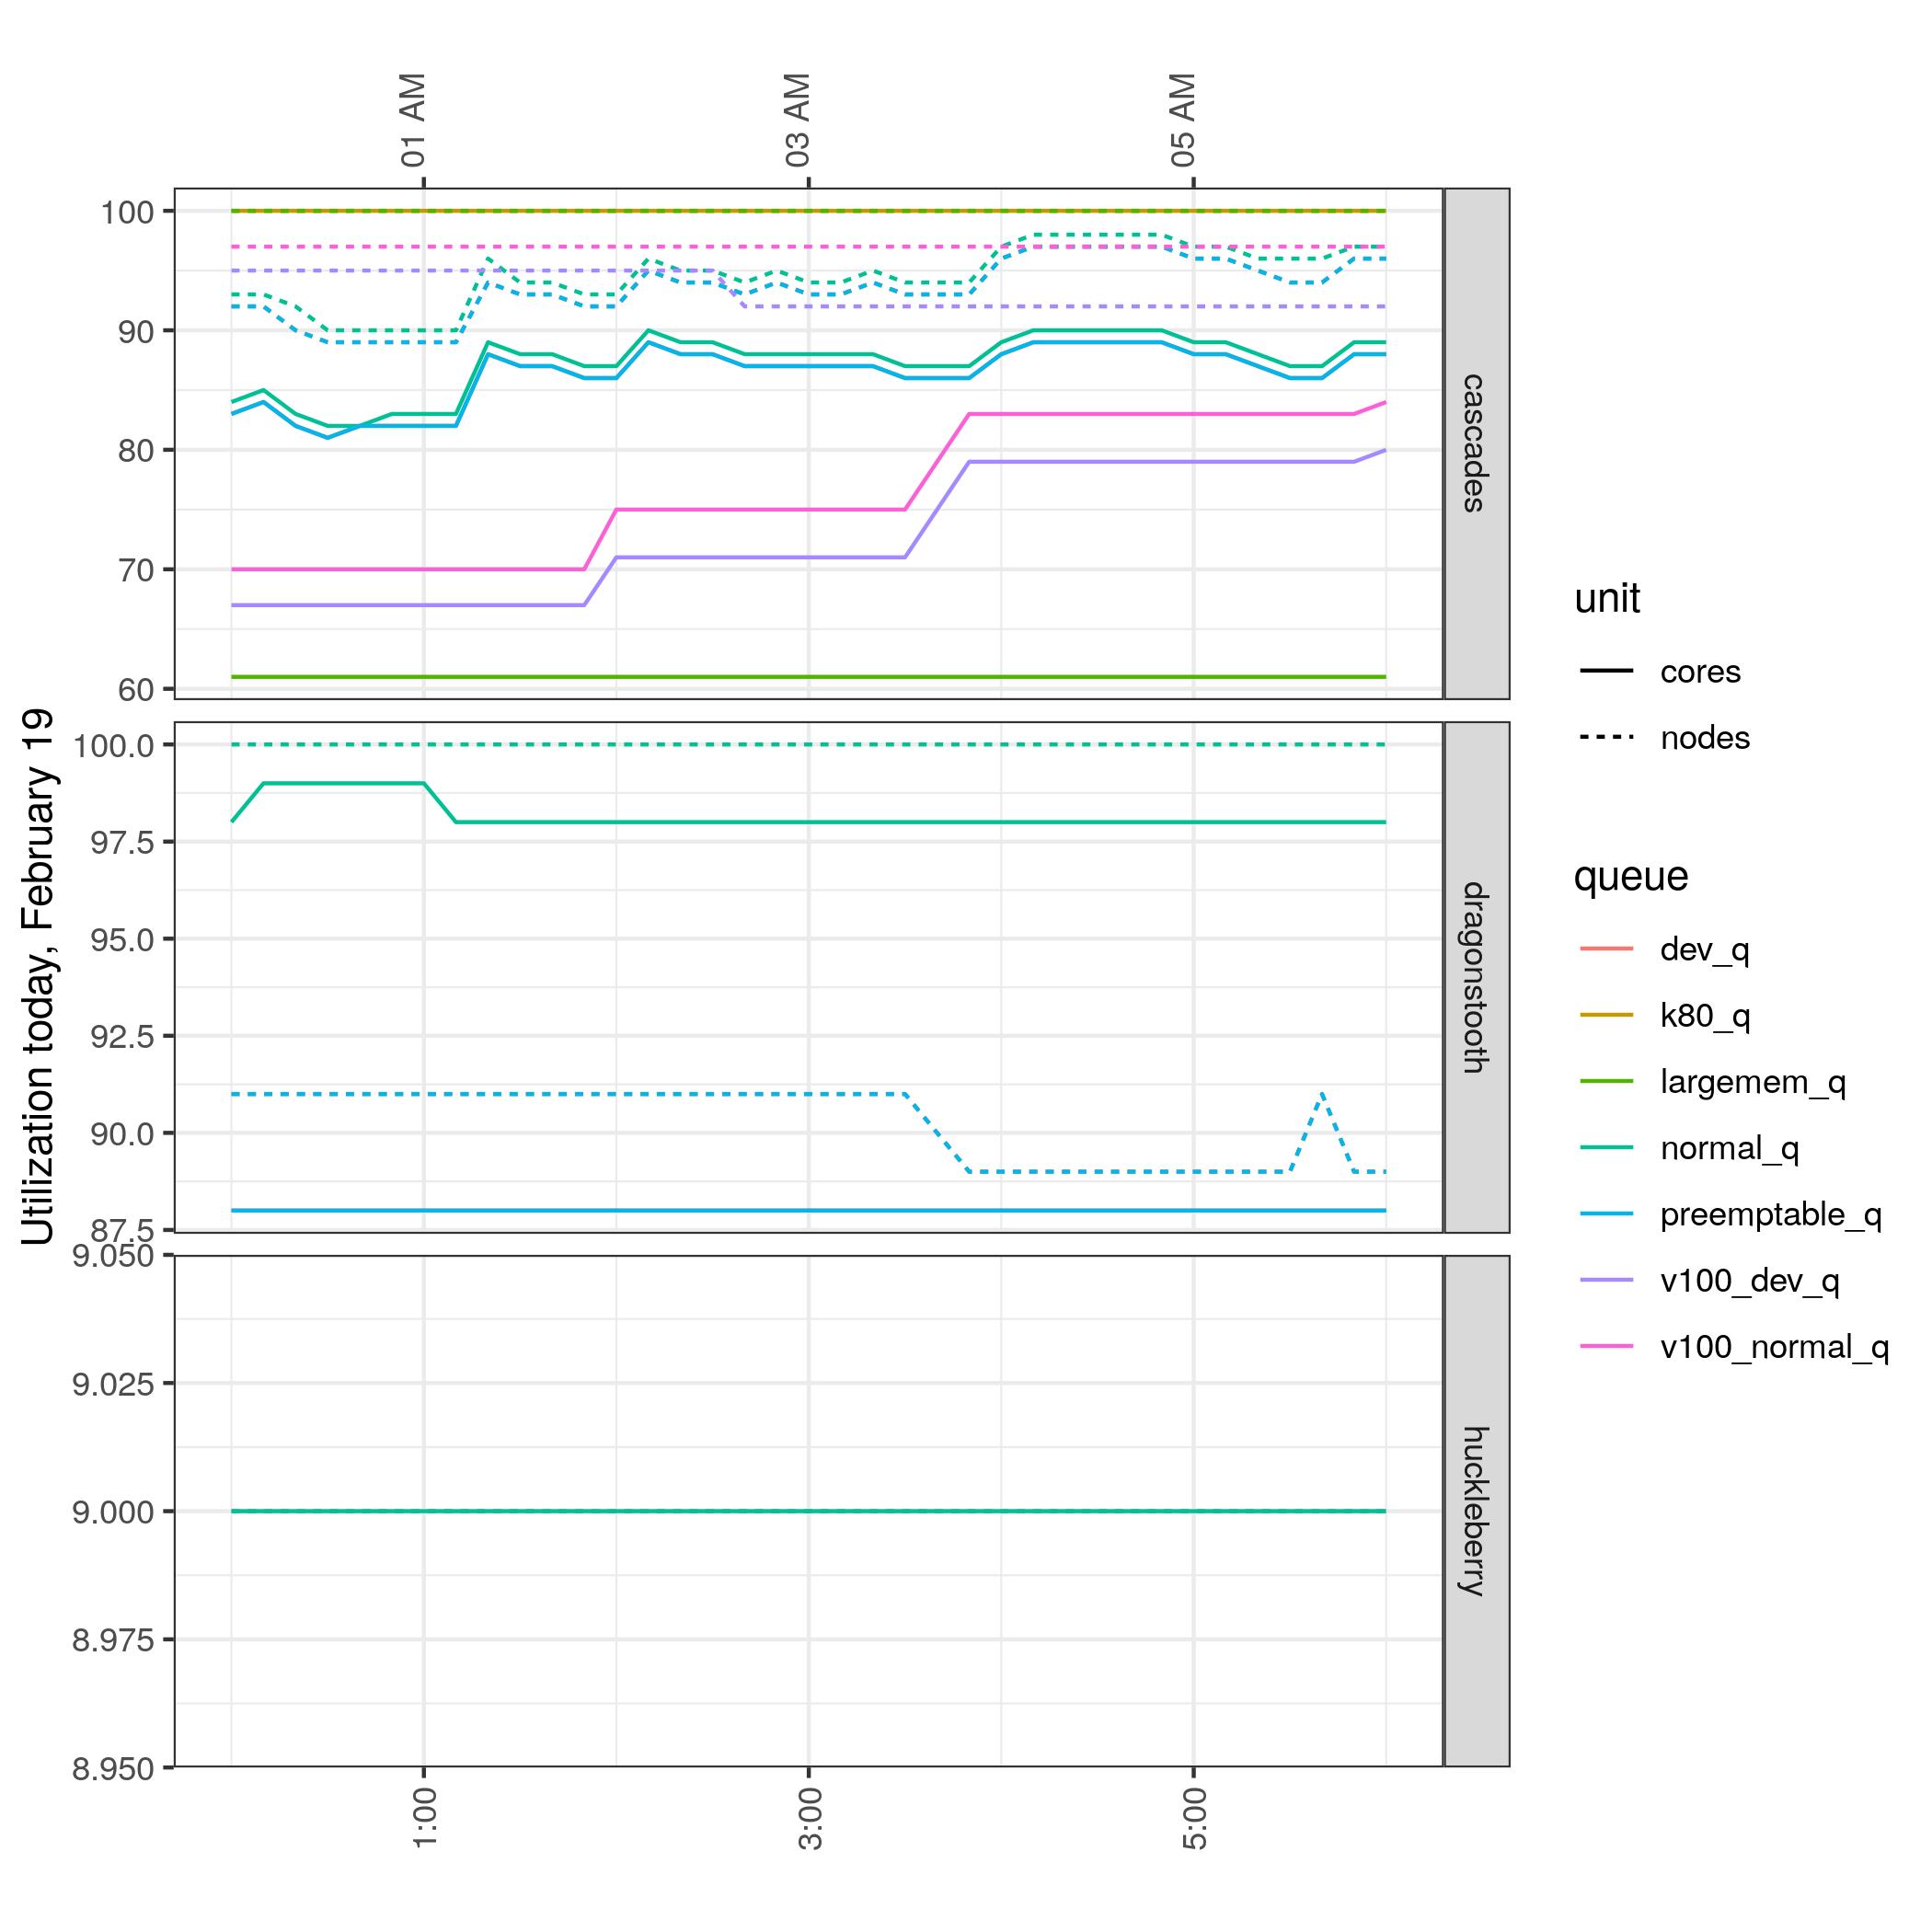 01 AM
03 AM
05 AM
Utilization today, February 19
100
90
80
70
60
cascades
100.0
97.5
95.0
92.5
90.0
87.5
dragonstooth
9.050
9.025
9.000
8.975
8.950
huckleberry
1:00
3:00
5:00
unit
cores
nodes
queue
dev_q
k80_q
largemem_q
normal_q
preemptable_q
v100_dev_q
v100_normal_q